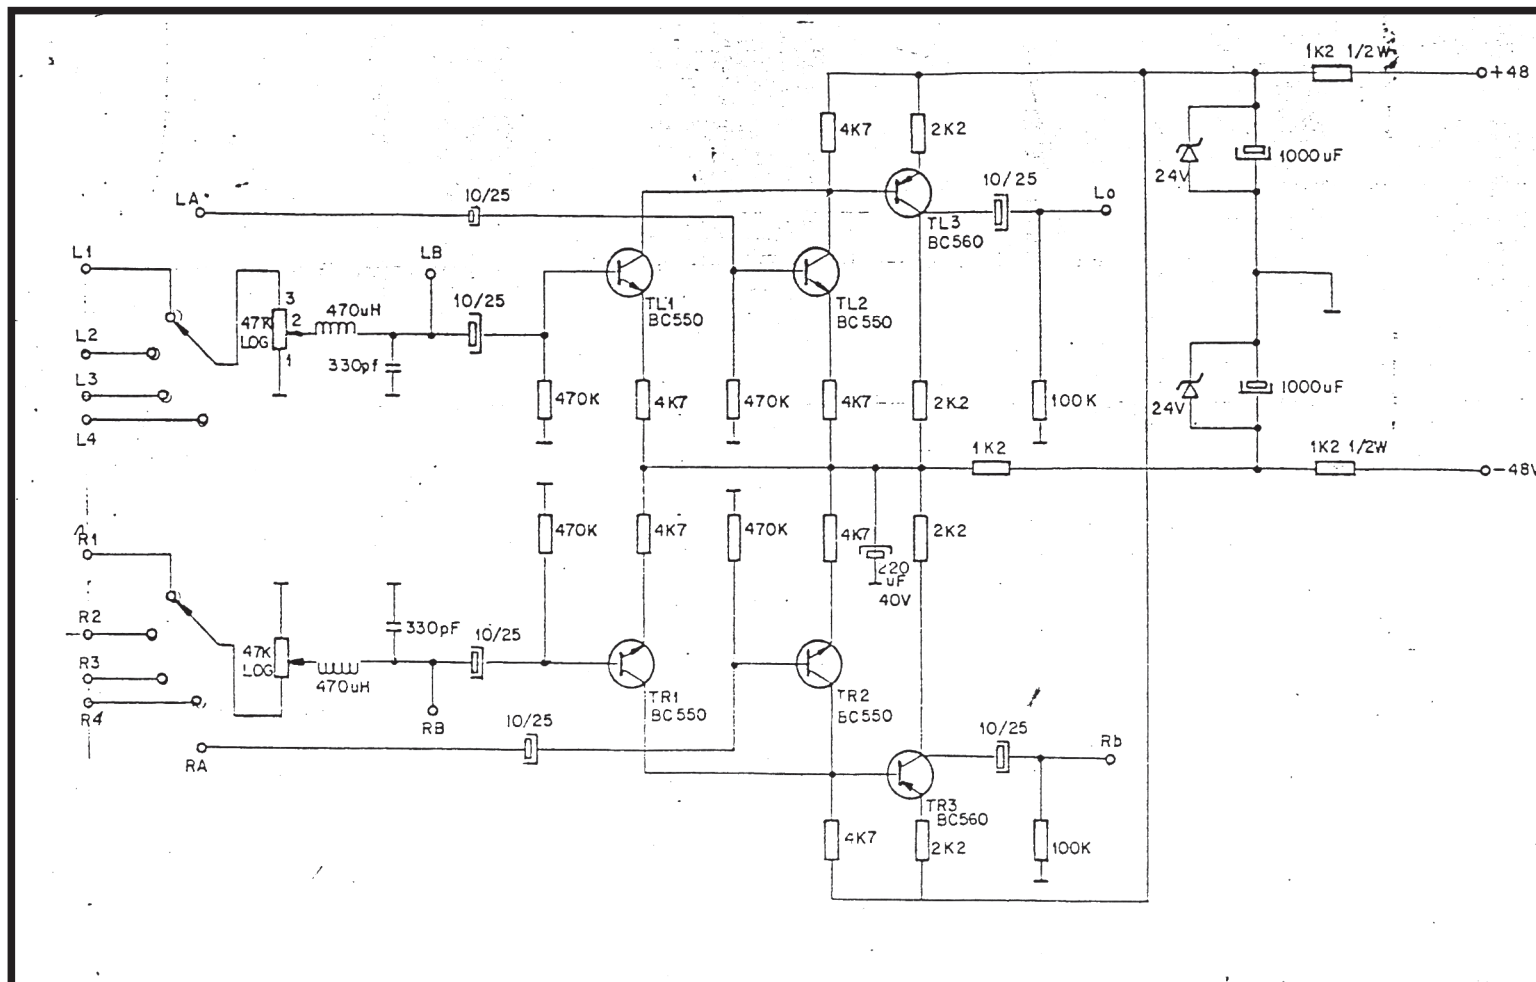 1K2 1/2W
+48
4K7
2K2
1000uF
24V
10/25
10/25
Lo
LA
TL3
BC560
L1
LB
10/25
470uH
TL1
BC550
TL2
BC550
3
2
1
47K
LOG
330pf
L2
L3
L4
470K
4K7
470K
4K7
2K2
100K
24V
1000uF
1K2
1K2 1/2W
-48V
470K
4K7
470K
4K7
2K2
R1
220
uF
40V
R2
330pF
10/25
47K
LOG
R3
470uH
R4
RB
TR1
BC550
TR2
BC550
10/25
10/25
Rb
RA
TR3
BC560
4K7
2K2
100K